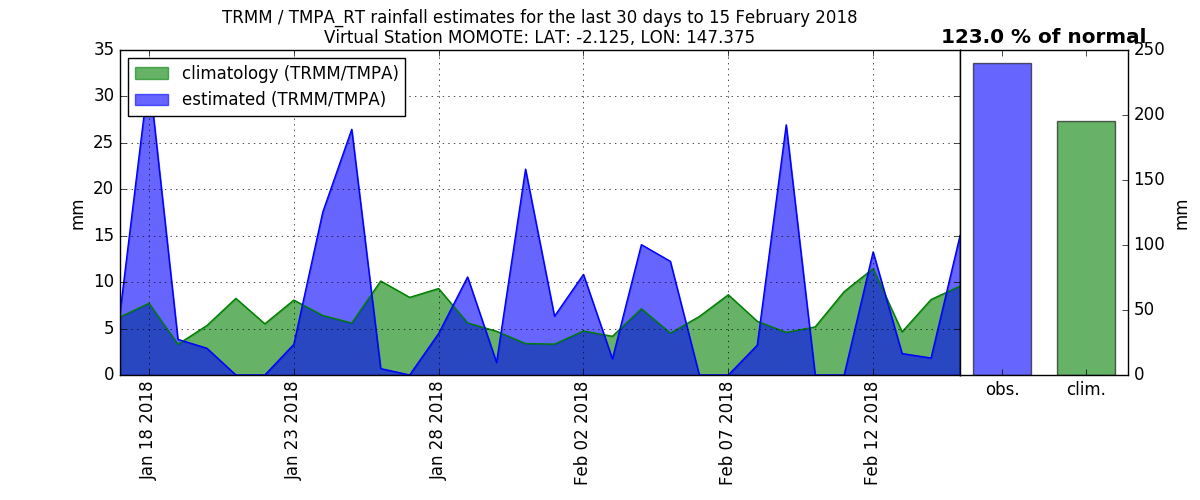 TRMM / TMPA_RT rainfall estimates for the last 30 days to 15 February 2018
Virtual Station MOMOTE: LAT: -2.125, LON: 147.375
123.0 % of normal
climatology (TRMM/TMPA)
estimated (TRMM/TMPA)
35
30
25
20
15
10
5
0
mm
Jan 18 2018
Jan 23 2018
Jan 28 2018
Feb 02 2018
Feb 07 2018
Feb 12 2018
obs.
clim.
250
200
150
100
50
0
mm